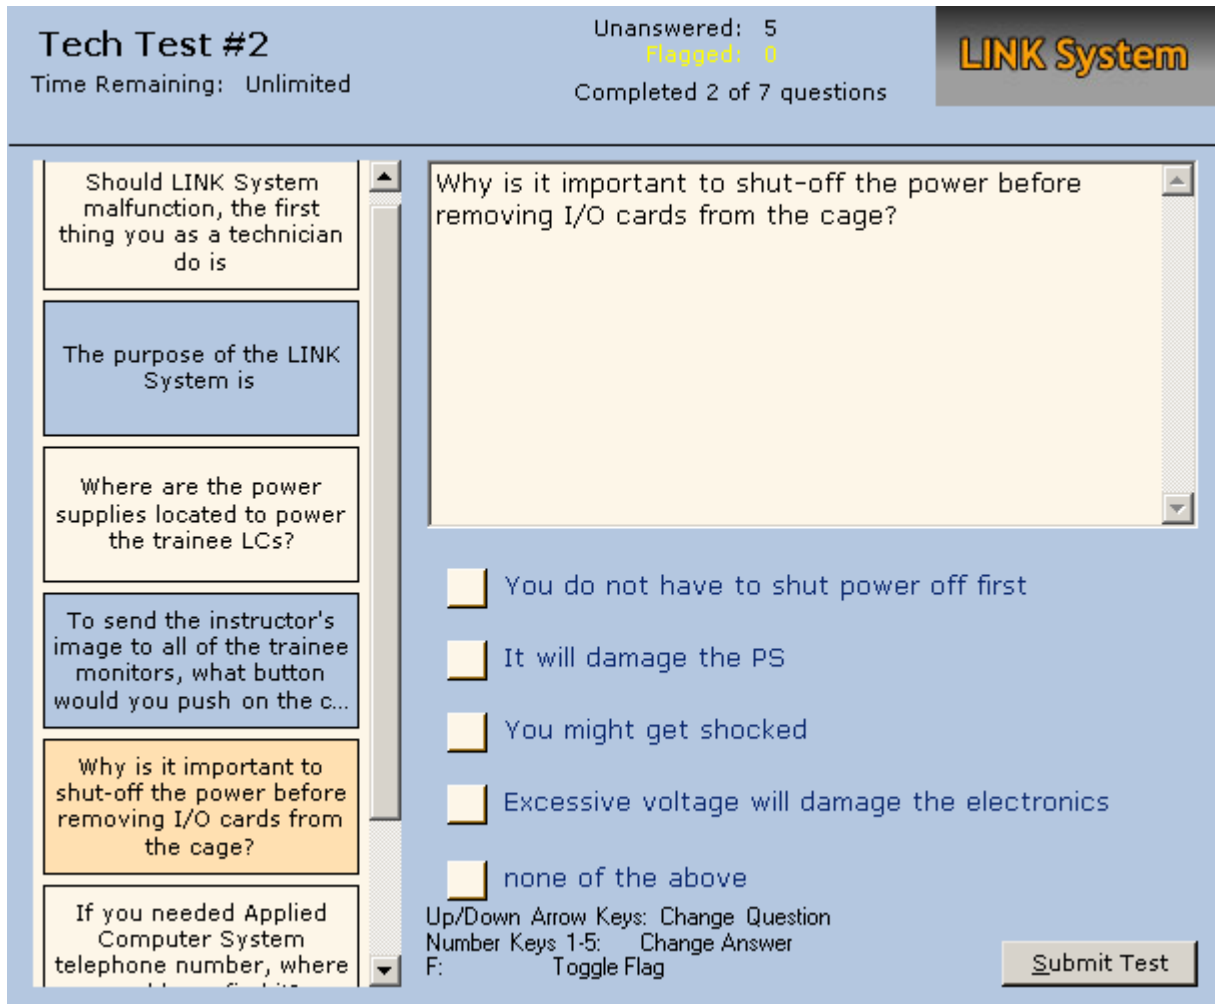 Tech Test #2
Time Remaining: Unlimited
Unanswered: 5
Flagged: 0
Completed 2 of 7 questions
LINK System
Should LINK System
malfunction, the first
thing you as a technician
do is
The purpose of the LINK
System is
Where are the power
supplies located to power
the trainee LCs?
To send the instructor's
image to all of the trainee
monitors, what button
would you push on the c...
Why is it important to
shut-off the power before
removing I/O cards from
the cage?
If you needed Applied
Computer System
telephone number, where
Why is it important to shut-off the power before
removing I/O cards from the cage?
You do not have to shut power off first
It will damage the PS
You might get shocked
Excessive voltage will damage the electronics
none of the above
Up/Down Arrow Keys: Change Question
Number Keys 1-5: Change Answer
F: Toggle Flag
Submit Test